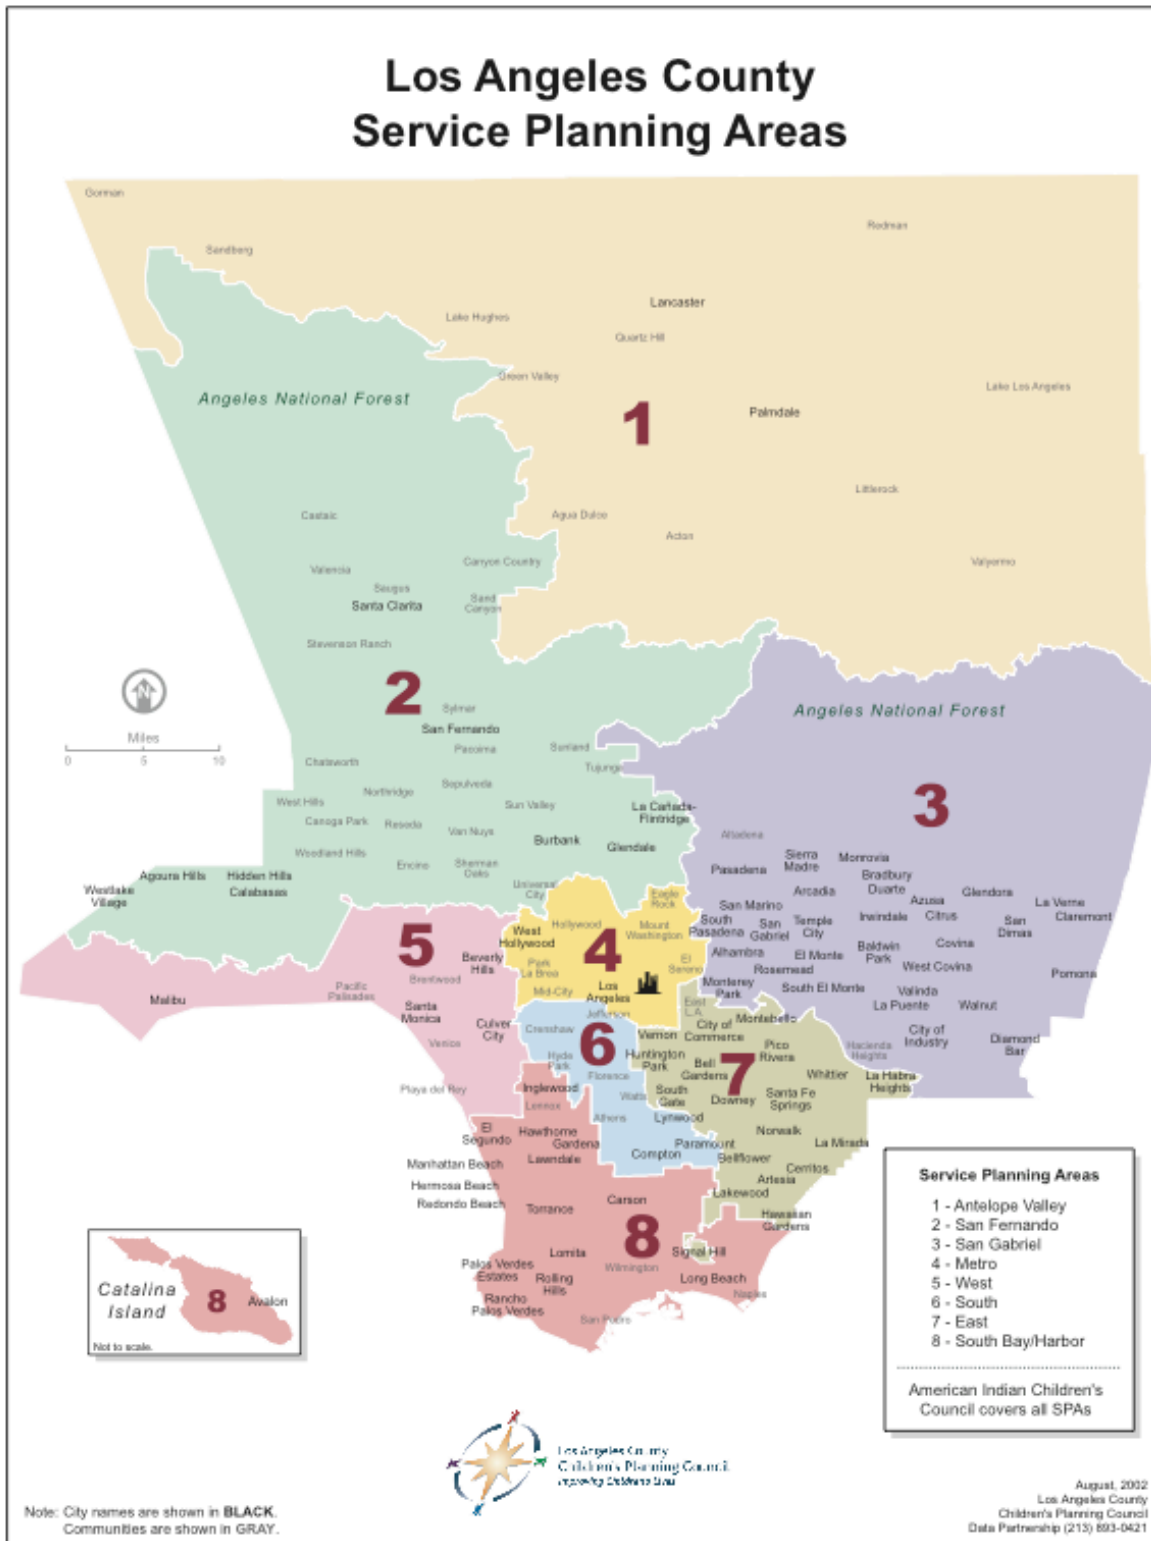 Los Angeles County
Service Planning Areas
Gorman
Redman
Sandberg
Lancaster
Lake Hughes
Quartz Hill
Green Valley
Lake Los Angeles
Angeles National Forest
1
Palmdale
Littlerock
Castaic
Agua Dulce
Acton
Canyon Country
Valyermo
Valencia
Saugus
Santa Clarita
Sand
Canyon
Stevenson Ranch
2
N
Miles
0 5 10
Sylmar
San Fernando
Pacoima
Sunland
Tujunga
Angeles National Forest
3
Chatsworth
Sepulveda
Northridge
West Hills
Sun Valley
La Cañada-
Flintridge
Canoga Park
Reseda
Van Nuys
Burbank
Glendale
Altadena
Woodland Hills
Encino
Sherman
Oaks
Universal
City
Agoura Hills
Hidden Hills
Calabasas
Westlake
Village
Pasadena
Sierra
Madre
Monrovia
Bradbury
Duarte
Arcadia
Azusa
Glendora
La Verne
Claremont
San Marino
South
Pasadena
San
Gabriel
Temple
City
Irwindale
Citrus
San
Dimas
Alhambra
El Monte
Baldwin
Park
Covina
Rosemead
West Covina
Pomona
Monterey
Park
South El Monte
Valinda
La Puente
Walnut
City of
Industry
Diamond
Bar
Hacienda
Heights
Eagle
Rock
Hollywood
Mount
Washington
West
Hollywood
4
Park
La Brea
El
Sereno
Mid-City
Los
Angeles
5
Beverly
Hills
Brentwood
Pacific
Palisades
Malibu
Santa
Monica
Culver
City
Venice
Playa del Rey
Jefferson
Crenshaw
6
Hyde
Park
Florence
Watts
Athens
Lynwood
Paramount
Compton
East
L.A.
Montebello
City of
Commerce
Vernon
Huntington
Park
Bell
Gardens
Pico
Rivera
7
Whittier
La Habra
Heights
South
Gate
Downey
Santa Fe
Springs
Norwalk
La Mirada
Bellflower
Cerritos
Artesia
Lakewood
Hawaiian
Gardens
Inglewood
Lennox
El
Segundo
Hawthorne
Gardena
Lawndale
Manhattan Beach
Hermosa Beach
Redondo Beach
Torrance
Carson
8
Lomita
Signal Hill
Wilmington
Palos Verdes
Estates
Rolling
Hills
Long Beach
Rancho
Palos Verdes
Naples
San Pedro
Catalina
Island
8
Avalon
Not to scale.
Service Planning Areas
1 - Antelope Valley
2 - San Fernando
3 - San Gabriel
4 - Metro
5 - West
6 - South
7 - East
8 - South Bay/Harbor
American Indian Children's
Council covers all SPAs
Los Angeles County
Children's Planning Council
Improving Children's Lives
Note: City names are shown in BLACK.
Communities are shown in GRAY.
August, 2002
Los Angeles County
Children's Planning Council
Data Partnership (213) 893-0421